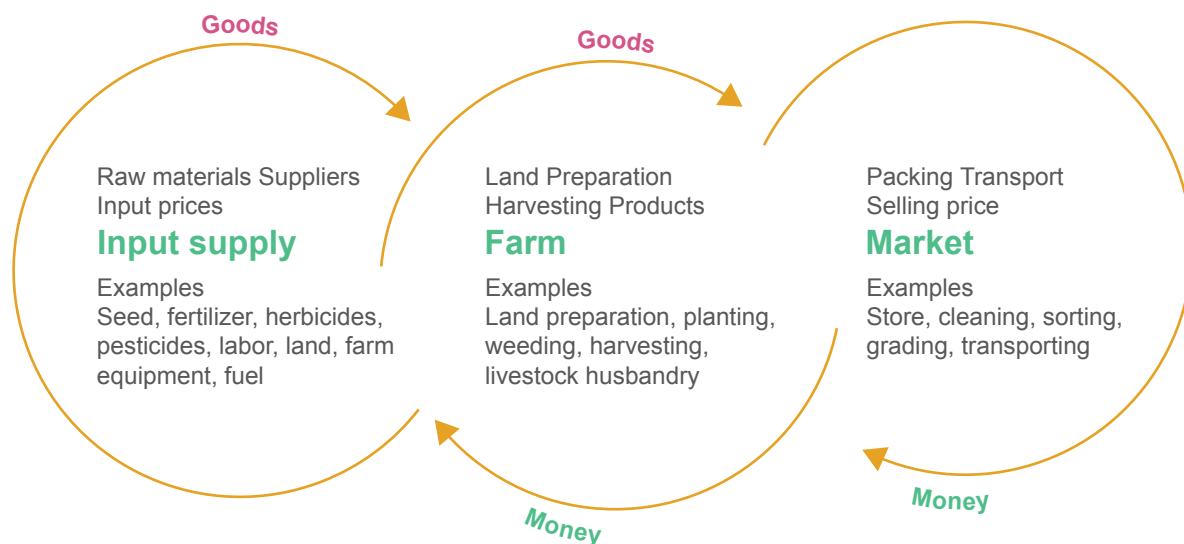 Goods
Goods
Raw materials Suppliers
Input prices
Input supply
Examples
Seed, fertilizer, herbicides,
pesticides, labor, land, farm
equipment, fuel
Land Preparation
Harvesting Products
Farm
Examples
Land preparation, planting,
weeding, harvesting,
livestock husbandry
Packing Transport
Selling price
Market
Examples
Store, cleaning, sorting,
grading, transporting
Money
Money